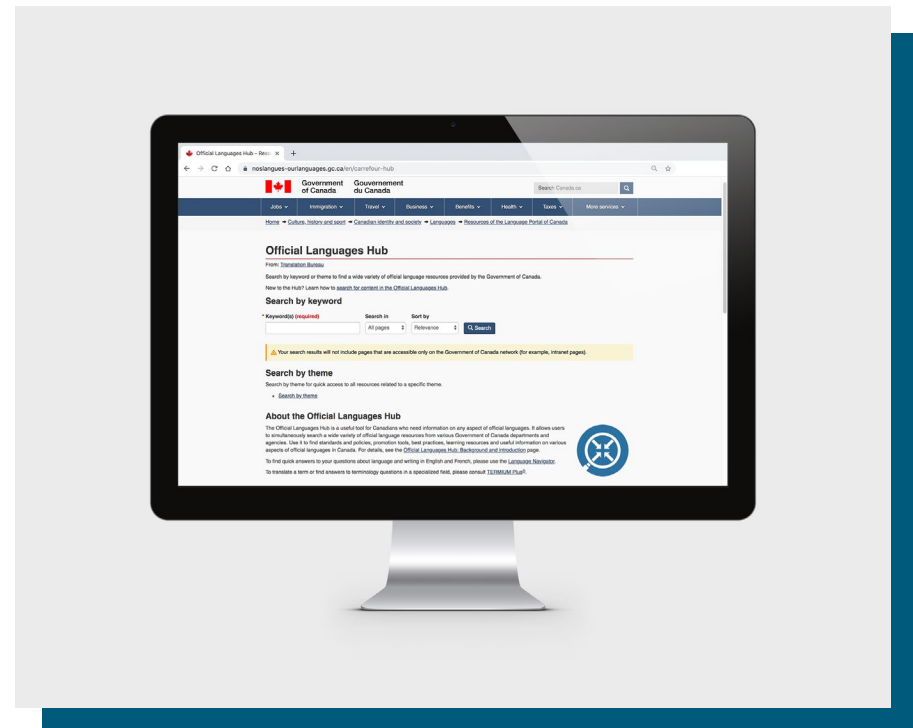 Official Languages Hub – Reso
noslangues-ourlanguages.gc.ca/en/carrefour-hub
Government Gouvernement
of Canada du Canada
Search Canada.ca
Jobs Immigration Travel Business Benefits Health Taxes More services
Home ➔ Culture, history and sport ➔ Canadian identity and society ➔ Languages ➔ Resources of the Language Portal of Canada
Official Languages Hub
From: Translation Bureau
Search by keyword or theme to find a wide variety of official language resources provided by the Government of Canada.
New to the Hub? Learn how to search for content in the Official Languages Hub.
Search by keyword
* Keyword(s) (required) Search in Sort by
All pages Relevance Search
Your search results will not include pages that are accessible only on the Government of Canada network (for example, intranet pages).
Search by theme
Search by theme for quick access to all resources related to a specific theme.
• Search by theme
About the Official Languages Hub
The Official Languages Hub is a useful tool for Canadians who need information on any aspect of official languages. It allows users
to simultaneously search a wide variety of official language resources from various Government of Canada departments and
agencies. Use it to find standards and policies, promotion tools, best practices, learning resources and useful information on various
aspects of official languages in Canada. For details, see the Official Languages Hub: Background and introduction page.
To find quick answers to your questions about language and writing in English and French, please use the Language Navigator.
To translate a term or find answers to terminology questions in a specialized field, please consult TERMIUM Plus®.